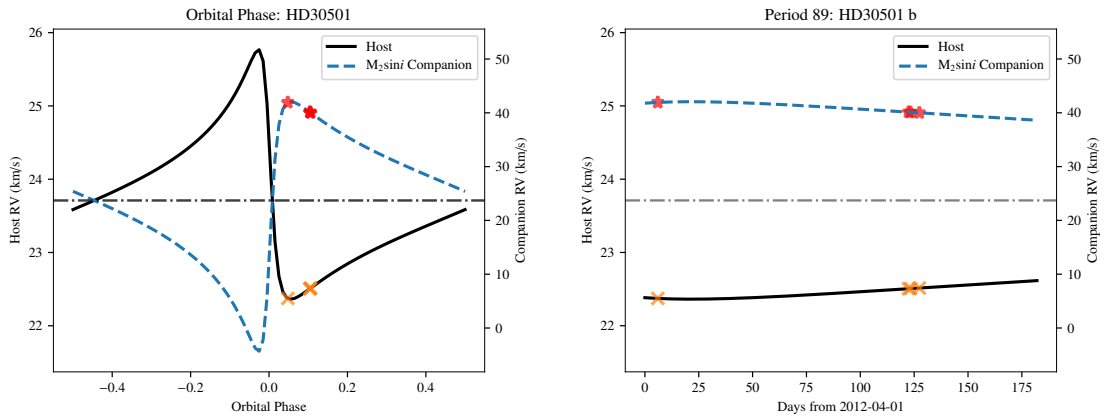 Orbital Phase: HD30501
26
25
24
23
22
Host RV (km/s)
Host
M₂sini Companion
50
40
30
20
10
0
Companion RV (km/s)
−0.4 −0.2 0.0 0.2 0.4
Orbital Phase
Period 89: HD30501 b
26
25
24
23
22
Host RV (km/s)
Host
M₂sini Companion
50
40
30
20
10
0
Companion RV (km/s)
0 25 50 75 100 125 150 175
Days from 2012-04-01